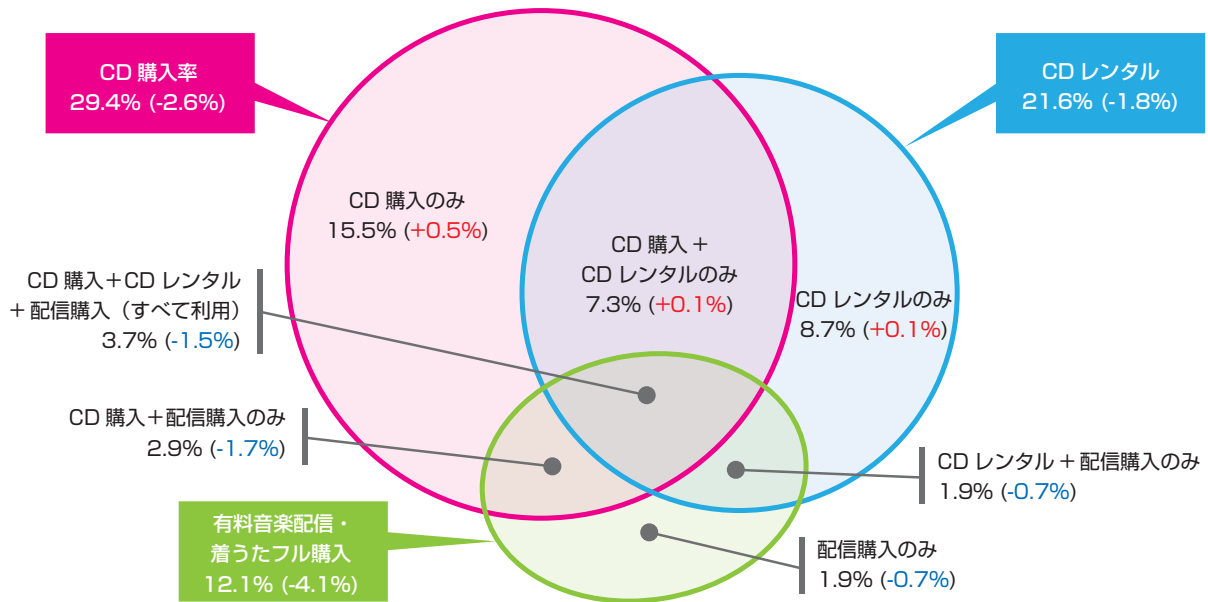 CD 購入率
29.4% (-2.6%)
CD レンタル
21.6% (-1.8%)
CD 購入のみ
15.5% (+0.5%)
CD 購入 +
CD レンタルのみ
7.3% (+0.1%)
CD レンタルのみ
8.7% (+0.1%)
CD 購入+CD レンタル
+ 配信購入(すべて利用)
3.7% (-1.5%)
CD 購入+配信購入のみ
2.9% (-1.7%)
CD レンタル + 配信購入のみ
1.9% (-0.7%)
有料音楽配信・
着うたフル購入
12.1% (-4.1%)
配信購入のみ
1.9% (-0.7%)